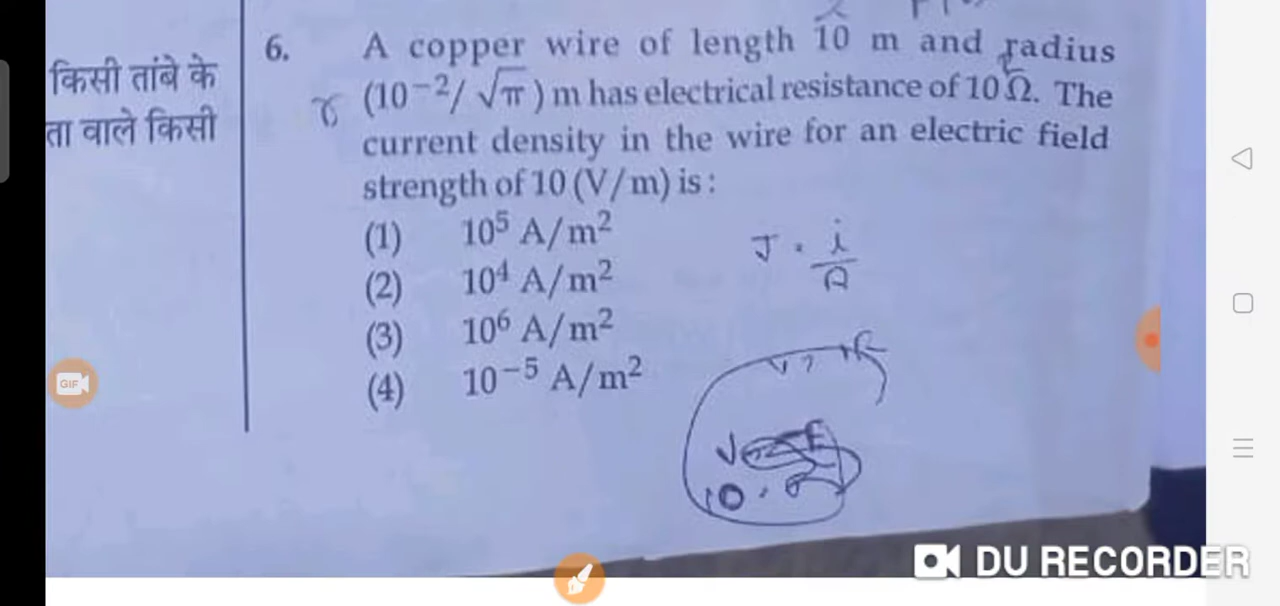 किसी तांबे के
ता वाले किसी
6. A copper wire of length 10 m and radius
(10⁻²/√π) m has electrical resistance of 10 Ω. The
current density in the wire for an electric field
strength of 10 (V/m) is :
(1) 10⁵ A/m²
(2) 10⁴ A/m²
(3) 10⁶ A/m²
(4) 10⁻⁵ A/m²
J = i/A
GIF
DU RECORDER